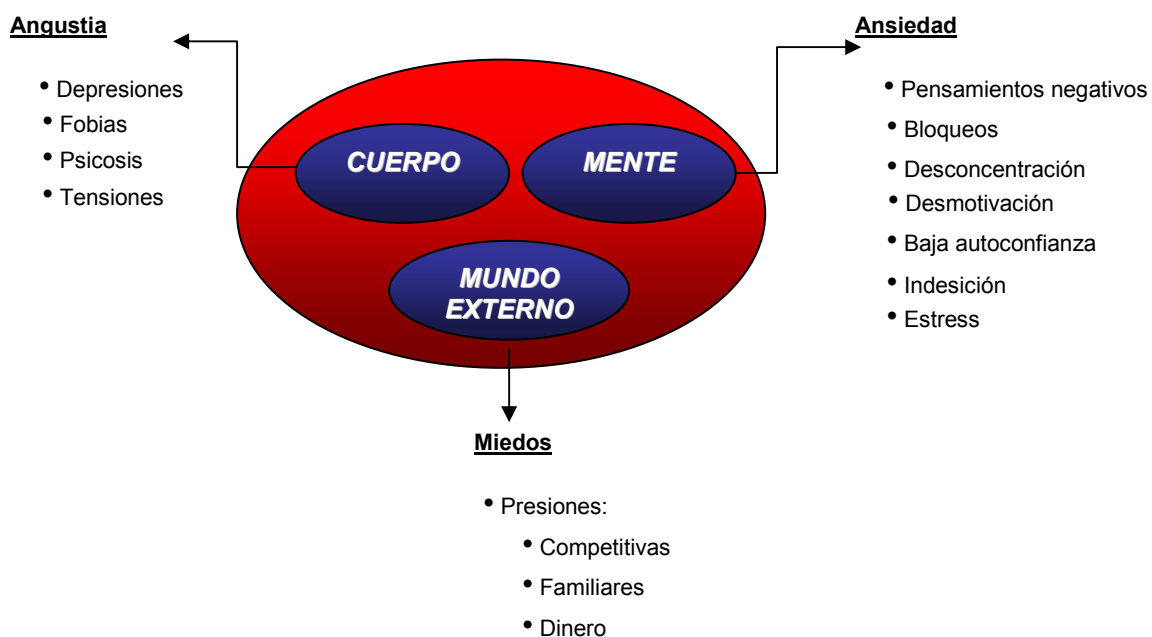 Angustia
• Depresiones
• Fobias
• Psicosis
• Tensiones
CUERPO
MENTE
MUNDO
EXTERNO
Ansiedad
• Pensamientos negativos
• Bloqueos
• Desconcentración
• Desmotivación
• Baja autoconfianza
• Indesición
• Estress
Miedos
• Presiones:
• Competitivas
• Familiares
• Dinero